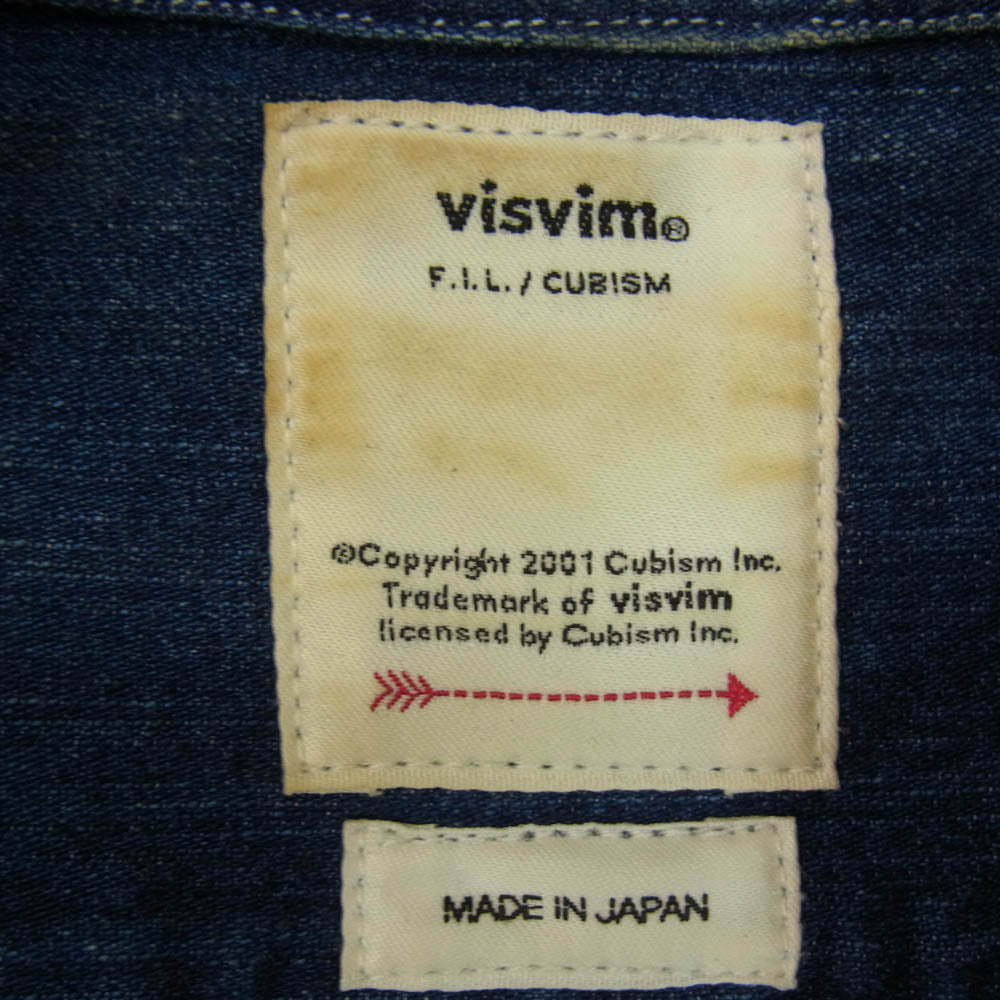 visvim®
F.I.L. / CUBISM
©Copyright 2001 Cubism Inc.
Trademark of visvim
licensed by Cubism Inc.
MADE IN JAPAN